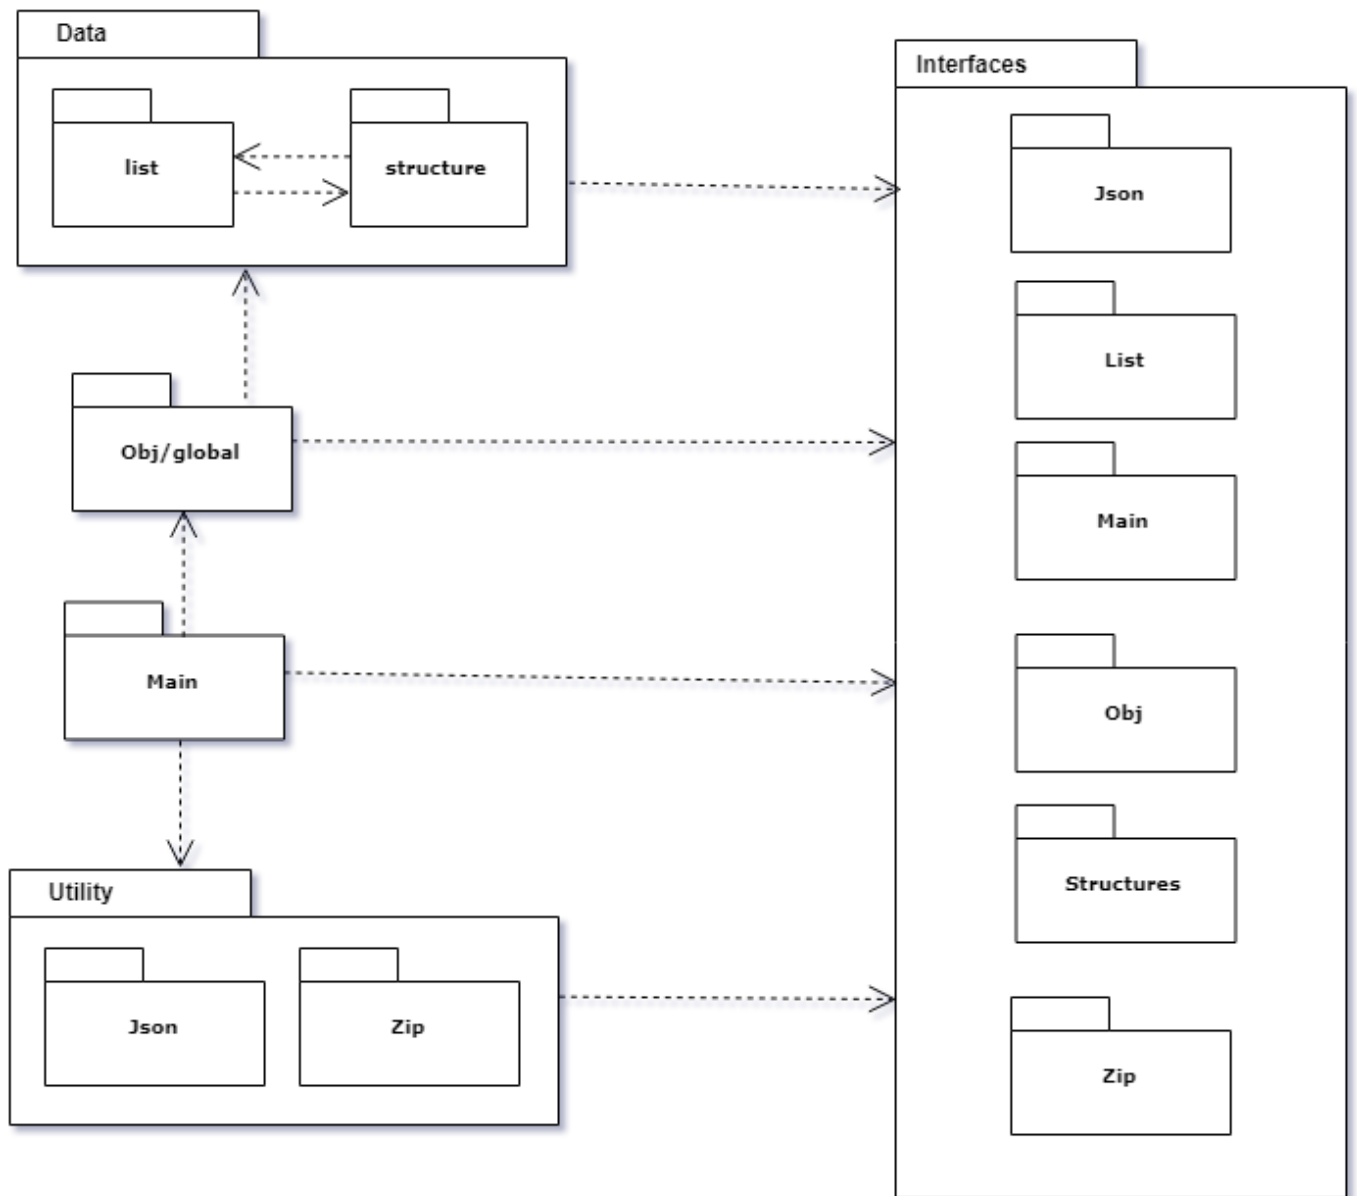 Data
list
structure
Obj/global
Main
Utility
Json
Zip
Interfaces
Json
List
Main
Obj
Structures
Zip